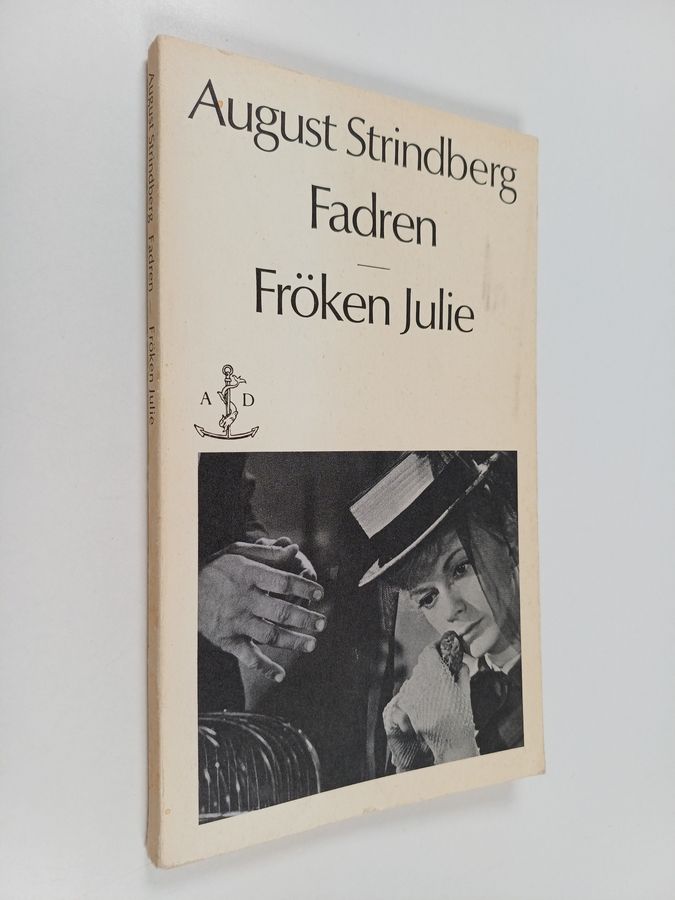 August Strindberg
Fadren
Fröken Julie
A D
August Strindberg Fadren — Fröken Julie